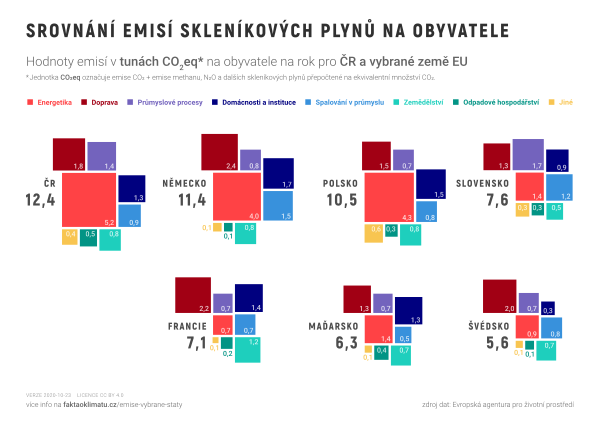 SROVNÁNÍ EMISÍ SKLENÍKOVÝCH PLYNŮ NA OBYVATELE
Hodnoty emisí v tunách CO₂eq* na obyvatele na rok pro ČR a vybrané země EU
*Jednotka CO₂eq označuje emise CO₂ + emise methanu, N₂O a dalších skleníkových plynů přepočtené na ekvivalentní množství CO₂
Energetika Doprava Průmyslové procesy Domácnosti a instituce Spalování v průmyslu Zemědělství Odpadové hospodářství Jiné
1,8 1,4
ČR
12,4
1,3
5,2 0,9
0,4 0,5 0,8
2,4 0,8
NĚMECKO
11,4
1,7
4,0 1,5
0,1 0,1 0,8
1,5 0,7
POLSKO
10,5
1,5
4,3 0,8
0,6 0,3 0,8
1,3 1,7 0,9
SLOVENSKO
7,6
1,4 1,2
0,3 0,3 0,5
2,2 0,7 1,4
FRANCIE
7,1
0,7 0,7
0,1 0,2 1,2
1,3 0,7 1,3
MAĎARSKO
6,3
1,4 0,5
0,1 0,4 0,7
2,0 0,7 0,3
ŠVÉDSKO
5,6
0,9 0,8
0,1 0,1 0,7
VERZE 2020-10-23 LICENCE CC BY 4.0
více info na faktaoklimatu.cz/emise-vybrane-staty
zdroj dat: Evropská agentura pro životní prostředí